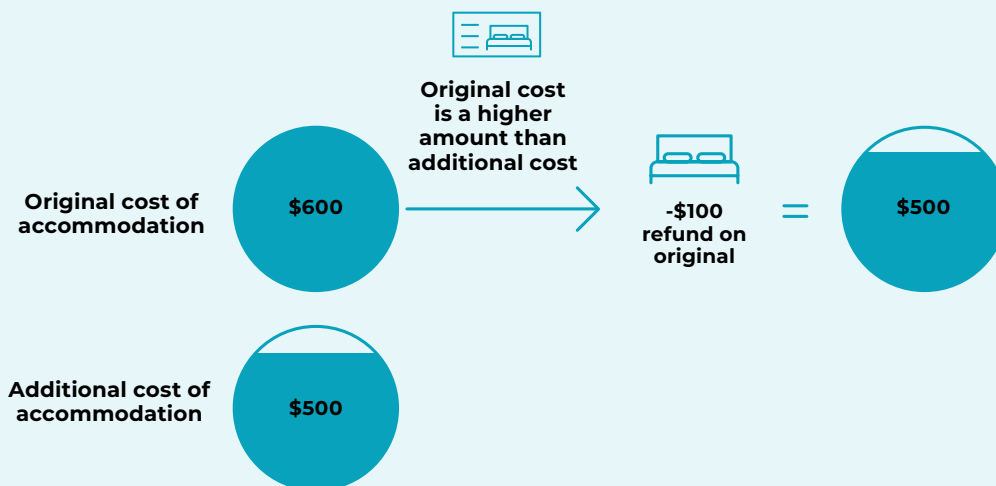 Original cost
is a higher
amount than
additional cost
Original cost of
accommodation
$600
-$100
refund on
original
=
$500
Additional cost of
accommodation
$500